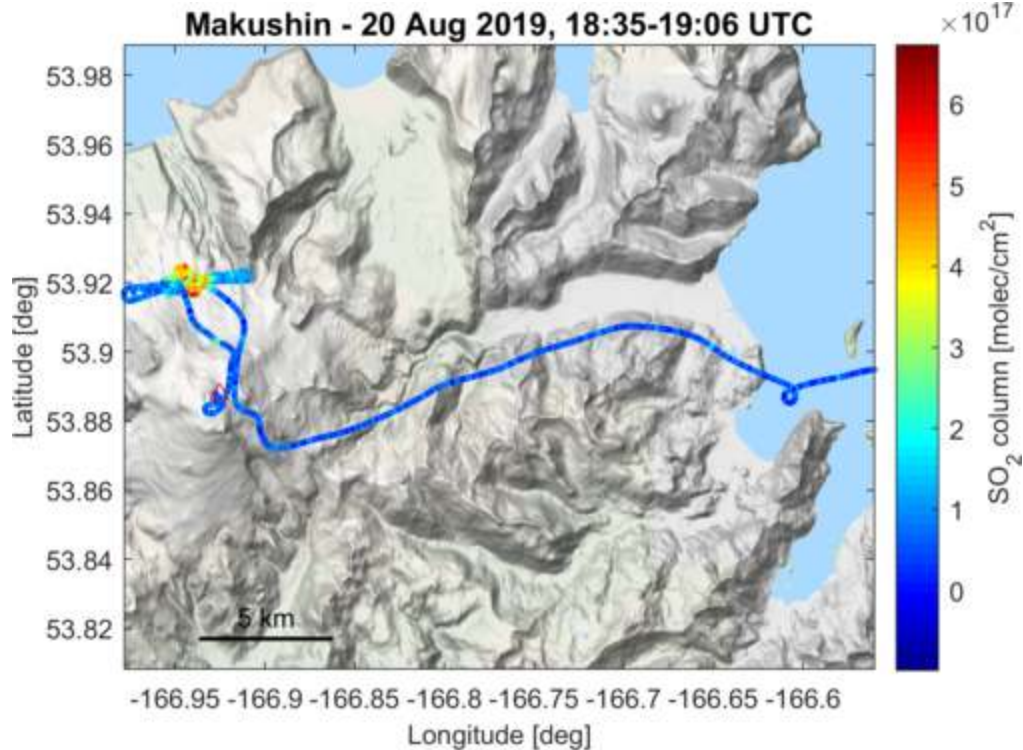 Makushin - 20 Aug 2019, 18:35-19:06 UTC
×10^17
53.98
53.96
53.94
53.92
53.9
53.88
53.86
53.84
53.82
Latitude [deg]
5 km
-166.95 -166.9 -166.85 -166.8 -166.75 -166.7 -166.65 -166.6
Longitude [deg]
6
5
4
3
2
1
0
SO₂ column [molec/cm²]